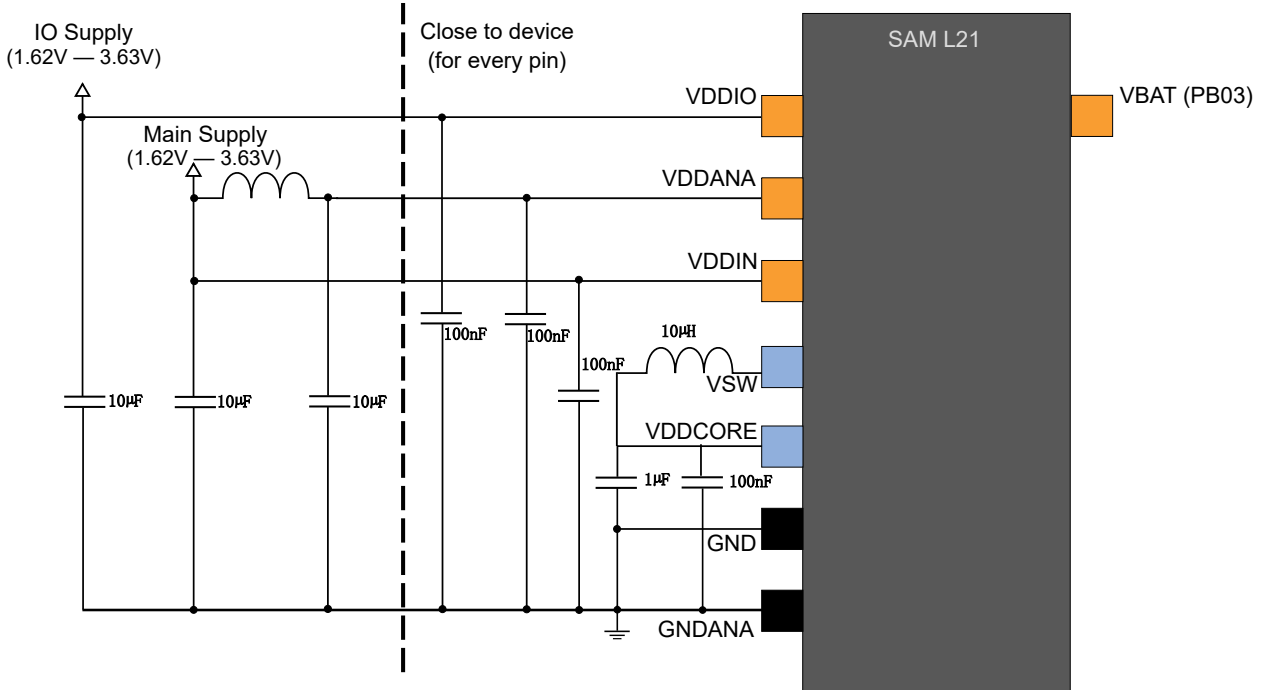 IO Supply
(1.62V — 3.63V)
Close to device
(for every pin)
SAM L21
VDDIO
VBAT (PB03)
Main Supply
(1.62V — 3.63V)
VDDANA
VDDIN
100nF
100nF
100nF
10µH
VSW
10µF
10µF
10µF
VDDCORE
1µF
100nF
GND
GNDANA